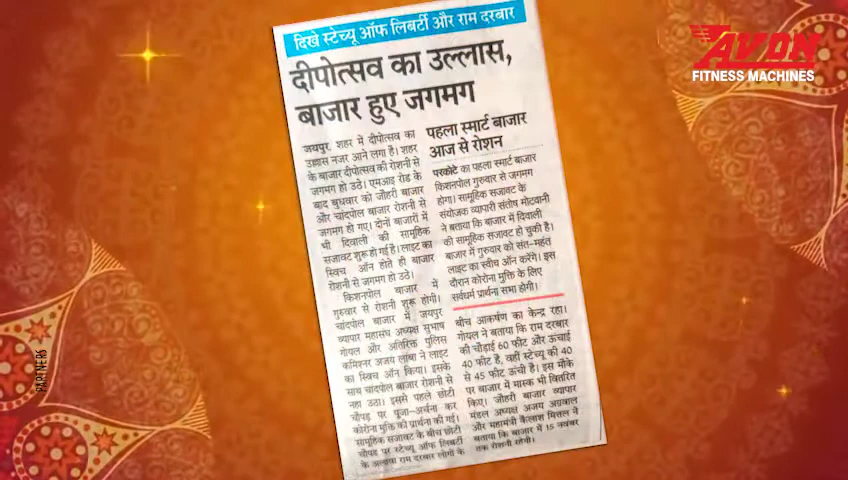 AVON
FITNESS MACHINES
दिखे स्टेच्यू ऑफ लिबर्टी और राम दरबार
दीपोत्सव का उल्लास,
बाजार हुए जगमग
जयपुर. शहर में दीपोत्सव का
उल्लास नजर आने लगा है। शहर
के बाजार दीपोत्सव की रोशनी से
जगमग हो उठे। एमआइ रोड के
बाद बुधवार को जौहरी बाजार
और चांदपोल बाजार रोशनी से
जगमग हो गए। दोनों बाजारों में
भी दिवाली की सामूहिक
सजावट शुरू हो गई है। लाइट का
स्विच ऑन होते ही बाजार
रोशनी से जगमग हो उठे।
किशनपोल बाजार में
गुरुवार से रोशनी शुरू होगी।
चांदपोल बाजार में जयपुर
व्यापार महासंघ अध्यक्ष सुभाष
गोयल और अतिरिक्त पुलिस
कमिश्नर अजय लांबा ने लाइट
का स्विच ऑन किया। इसके
साथ चांदपोल बाजार रोशनी से
नहा उठा। इससे पहले छोटी
चौपड़ पर पूजा-अर्चना कर
कोरोना मुक्ति की प्रार्थना की गई।
सामूहिक सजावट के बीच छोटी
चौपड़ पर स्टेच्यू ऑफ लिबर्टी
के अलावा राम दरबार लोगों के
पहला स्मार्ट बाजार
आज से रोशन
परकोटे का पहला स्मार्ट बाजार
किशनपोल गुरुवार से जगमग
होगा। सामूहिक सजावट के
संयोजक व्यापारी संतोष मोटवानी
ने बताया कि बाजार में दिवाली
की सामूहिक सजावट हो चुकी है।
बाजार में गुरुवार को संत-महंत
लाइट का स्वीच ऑन करेंगे। इस
दौरान कोरोना मुक्ति के लिए
सर्वधर्म प्रार्थना सभा होगी।
बीच आकर्षण का केन्द्र रहा।
गोयल ने बताया कि राम दरबार
की चौड़ाई 60 फीट और ऊंचाई
40 फीट है, वहीं स्टेच्यू की 40
से 45 फीट ऊंची है। इस मौके
पर बाजार में मास्क भी वितरित
किए। जौहरी बाजार व्यापार
मंडल अध्यक्ष अजय अग्रवाल
और महामंत्री कैलाश मित्तल ने
बताया कि बाजार में 15 नवंबर
तक रोशनी रहेगी।
PARTNERS